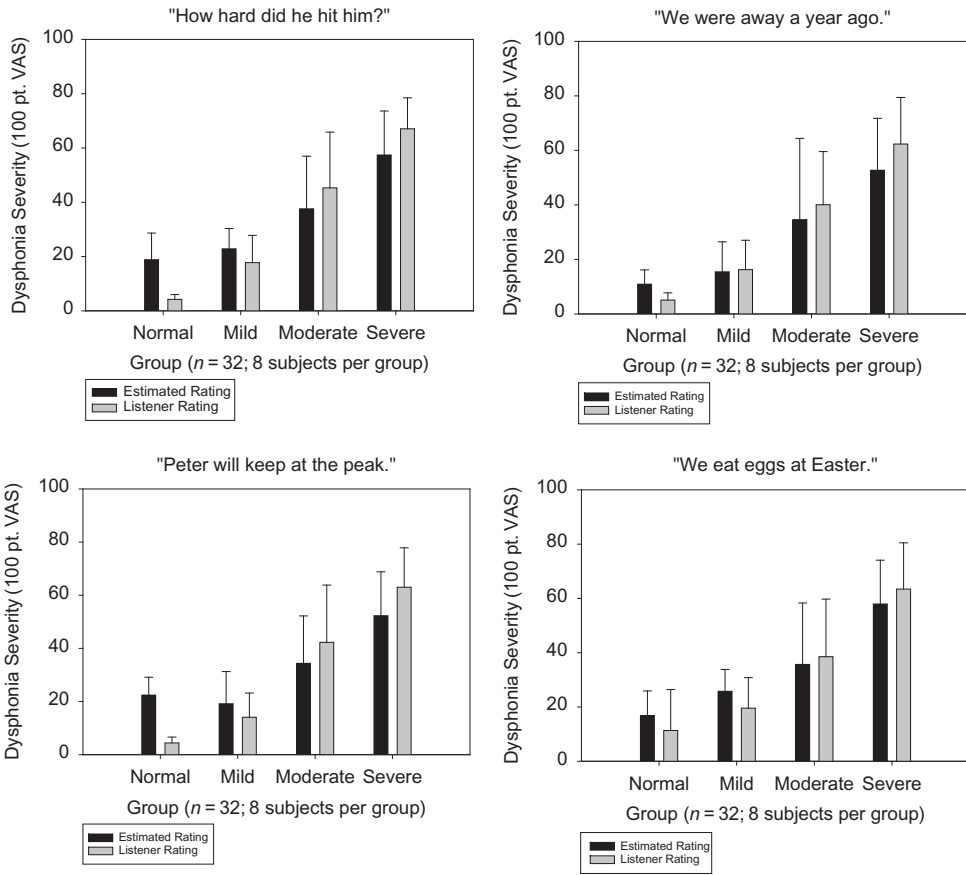 "How hard did he hit him?"
Dysphonia Severity (100 pt. VAS)
100
80
60
40
20
0
Normal Mild Moderate Severe
Group (n = 32; 8 subjects per group)
Estimated Rating
Listener Rating
"We were away a year ago."
Dysphonia Severity (100 pt. VAS)
100
80
60
40
20
0
Normal Mild Moderate Severe
Group (n = 32; 8 subjects per group)
Estimated Rating
Listener Rating
"Peter will keep at the peak."
Dysphonia Severity (100 pt. VAS)
100
80
60
40
20
0
Normal Mild Moderate Severe
Group (n = 32; 8 subjects per group)
Estimated Rating
Listener Rating
"We eat eggs at Easter."
Dysphonia Severity (100 pt. VAS)
100
80
60
40
20
0
Normal Mild Moderate Severe
Group (n = 32; 8 subjects per group)
Estimated Rating
Listener Rating